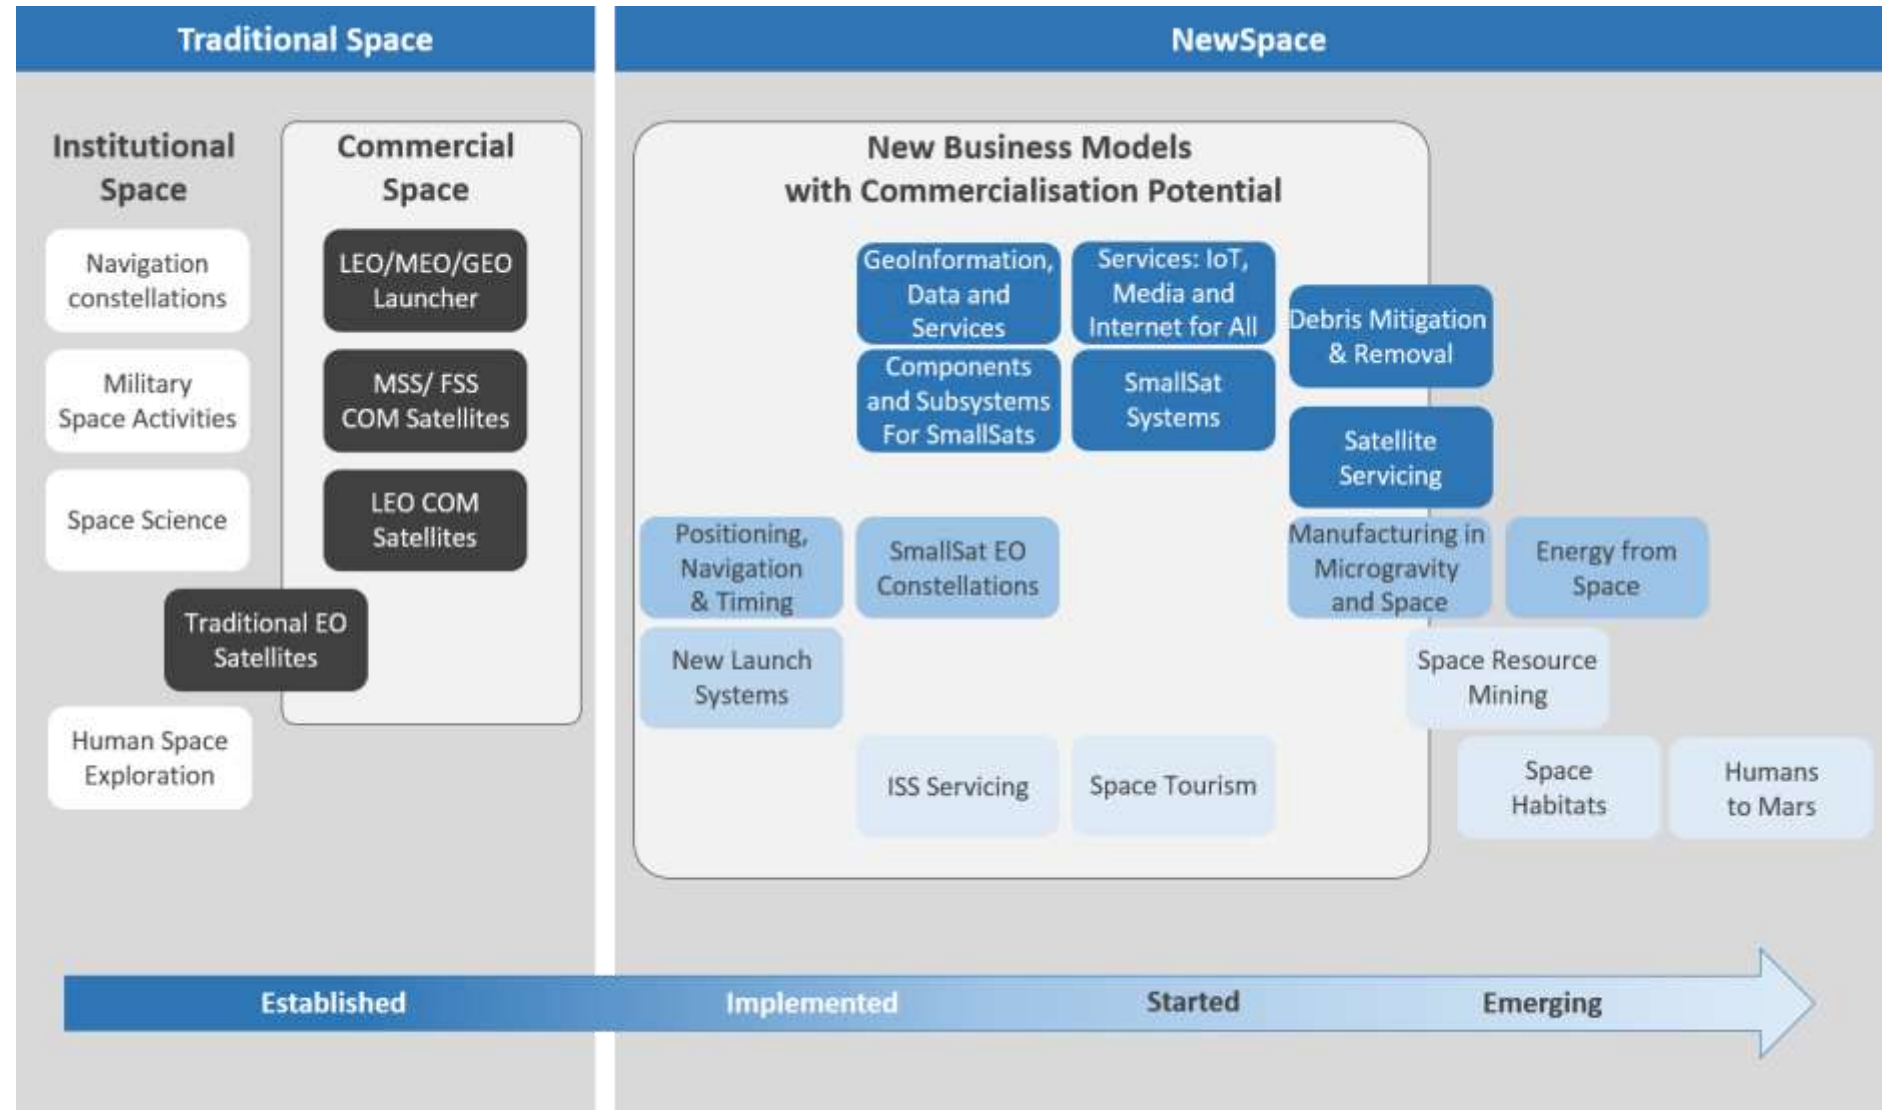 Traditional Space
NewSpace
Institutional
Space
Commercial
Space
Navigation
constellations
Military
Space Activities
Space Science
LEO/MEO/GEO
Launcher
MSS/ FSS
COM Satellites
LEO COM
Satellites
Traditional EO
Satellites
Human Space
Exploration
New Business Models
with Commercialisation Potential
GeoInformation,
Data and
Services
Services: IoT,
Media and
Internet for All
Debris Mitigation
& Removal
Components
and Subsystems
For SmallSats
SmallSat
Systems
Satellite
Servicing
Positioning,
Navigation
& Timing
SmallSat EO
Constellations
Manufacturing in
Microgravity
and Space
Energy from
Space
New Launch
Systems
Space Resource
Mining
ISS Servicing
Space Tourism
Space
Habitats
Humans
to Mars
Established
Implemented
Started
Emerging